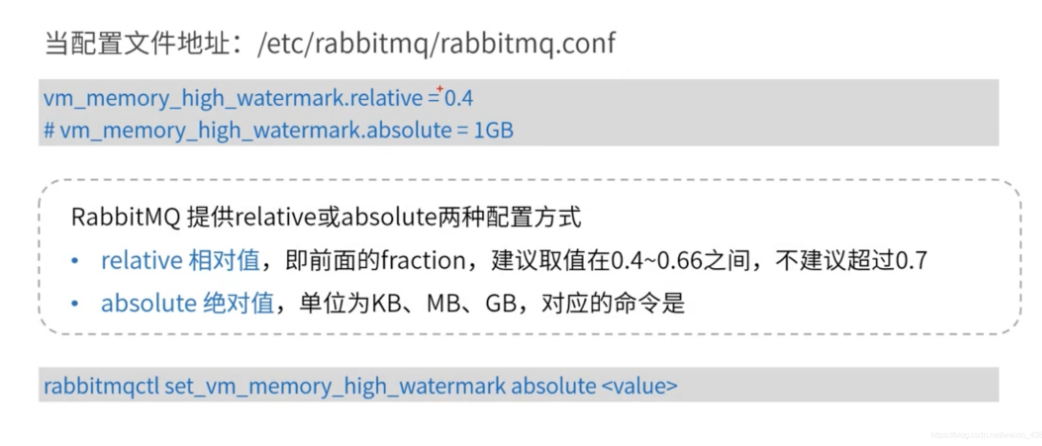 当配置文件地址：/etc/rabbitmq/rabbitmq.conf
vm_memory_high_watermark.relative = 0.4
# vm_memory_high_watermark.absolute = 1GB
RabbitMQ 提供relative或absolute两种配置方式
• relative 相对值，即前面的fraction，建议取值在0.4~0.66之间，不建议超过0.7
• absolute 绝对值，单位为KB、MB、GB，对应的命令是
rabbitmqctl set_vm_memory_high_watermark absolute <value>